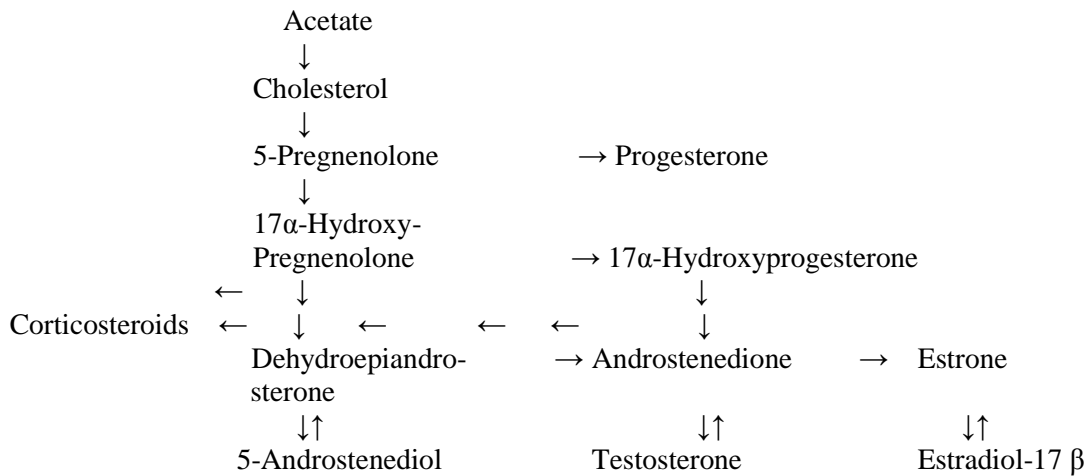 Acetate
↓
Cholesterol
↓
5-Pregnenolone → Progesterone
↓
17α-Hydroxy-
Pregnenolone → 17α-Hydroxyprogesterone
← ↓ ↓
Corticosteroids ← ↓ ← ← ← ↓
Dehydroepiandro- → Androstenedione → Estrone
sterone
↓↑ ↓↑ ↓↑
5-Androstenediol Testosterone Estradiol-17 β